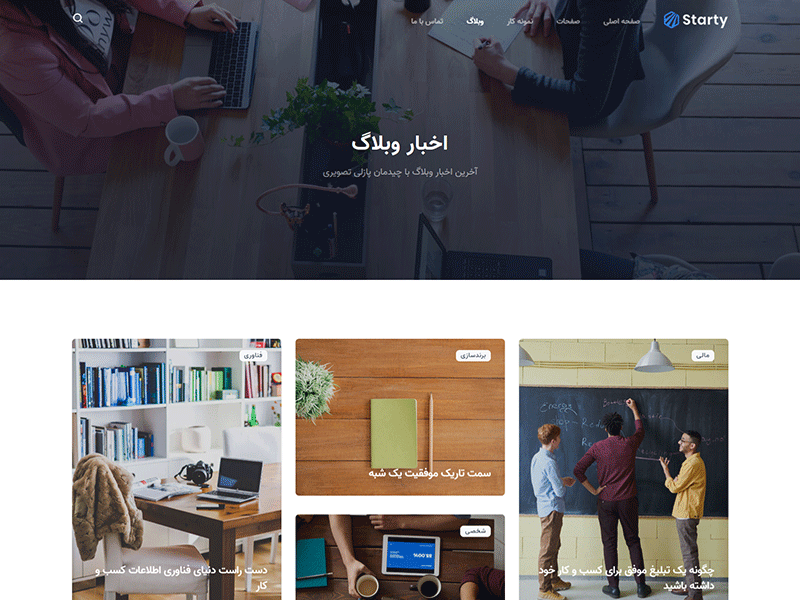 Starty
صفحه اصلی
صفحات
نمونه کار
وبلاگ
تماس با ما
اخبار وبلاگ
آخرین اخبار وبلاگ با چیدمان پازلی تصویری
مالی
چگونه یک تبلیغ موفق برای کسب و کار خود
داشته باشید
برندسازی
سمت تاریک موفقیت یک شبه
شخصی
فناوری
دست راست دنیای فناوری اطلاعات کسب و
کار